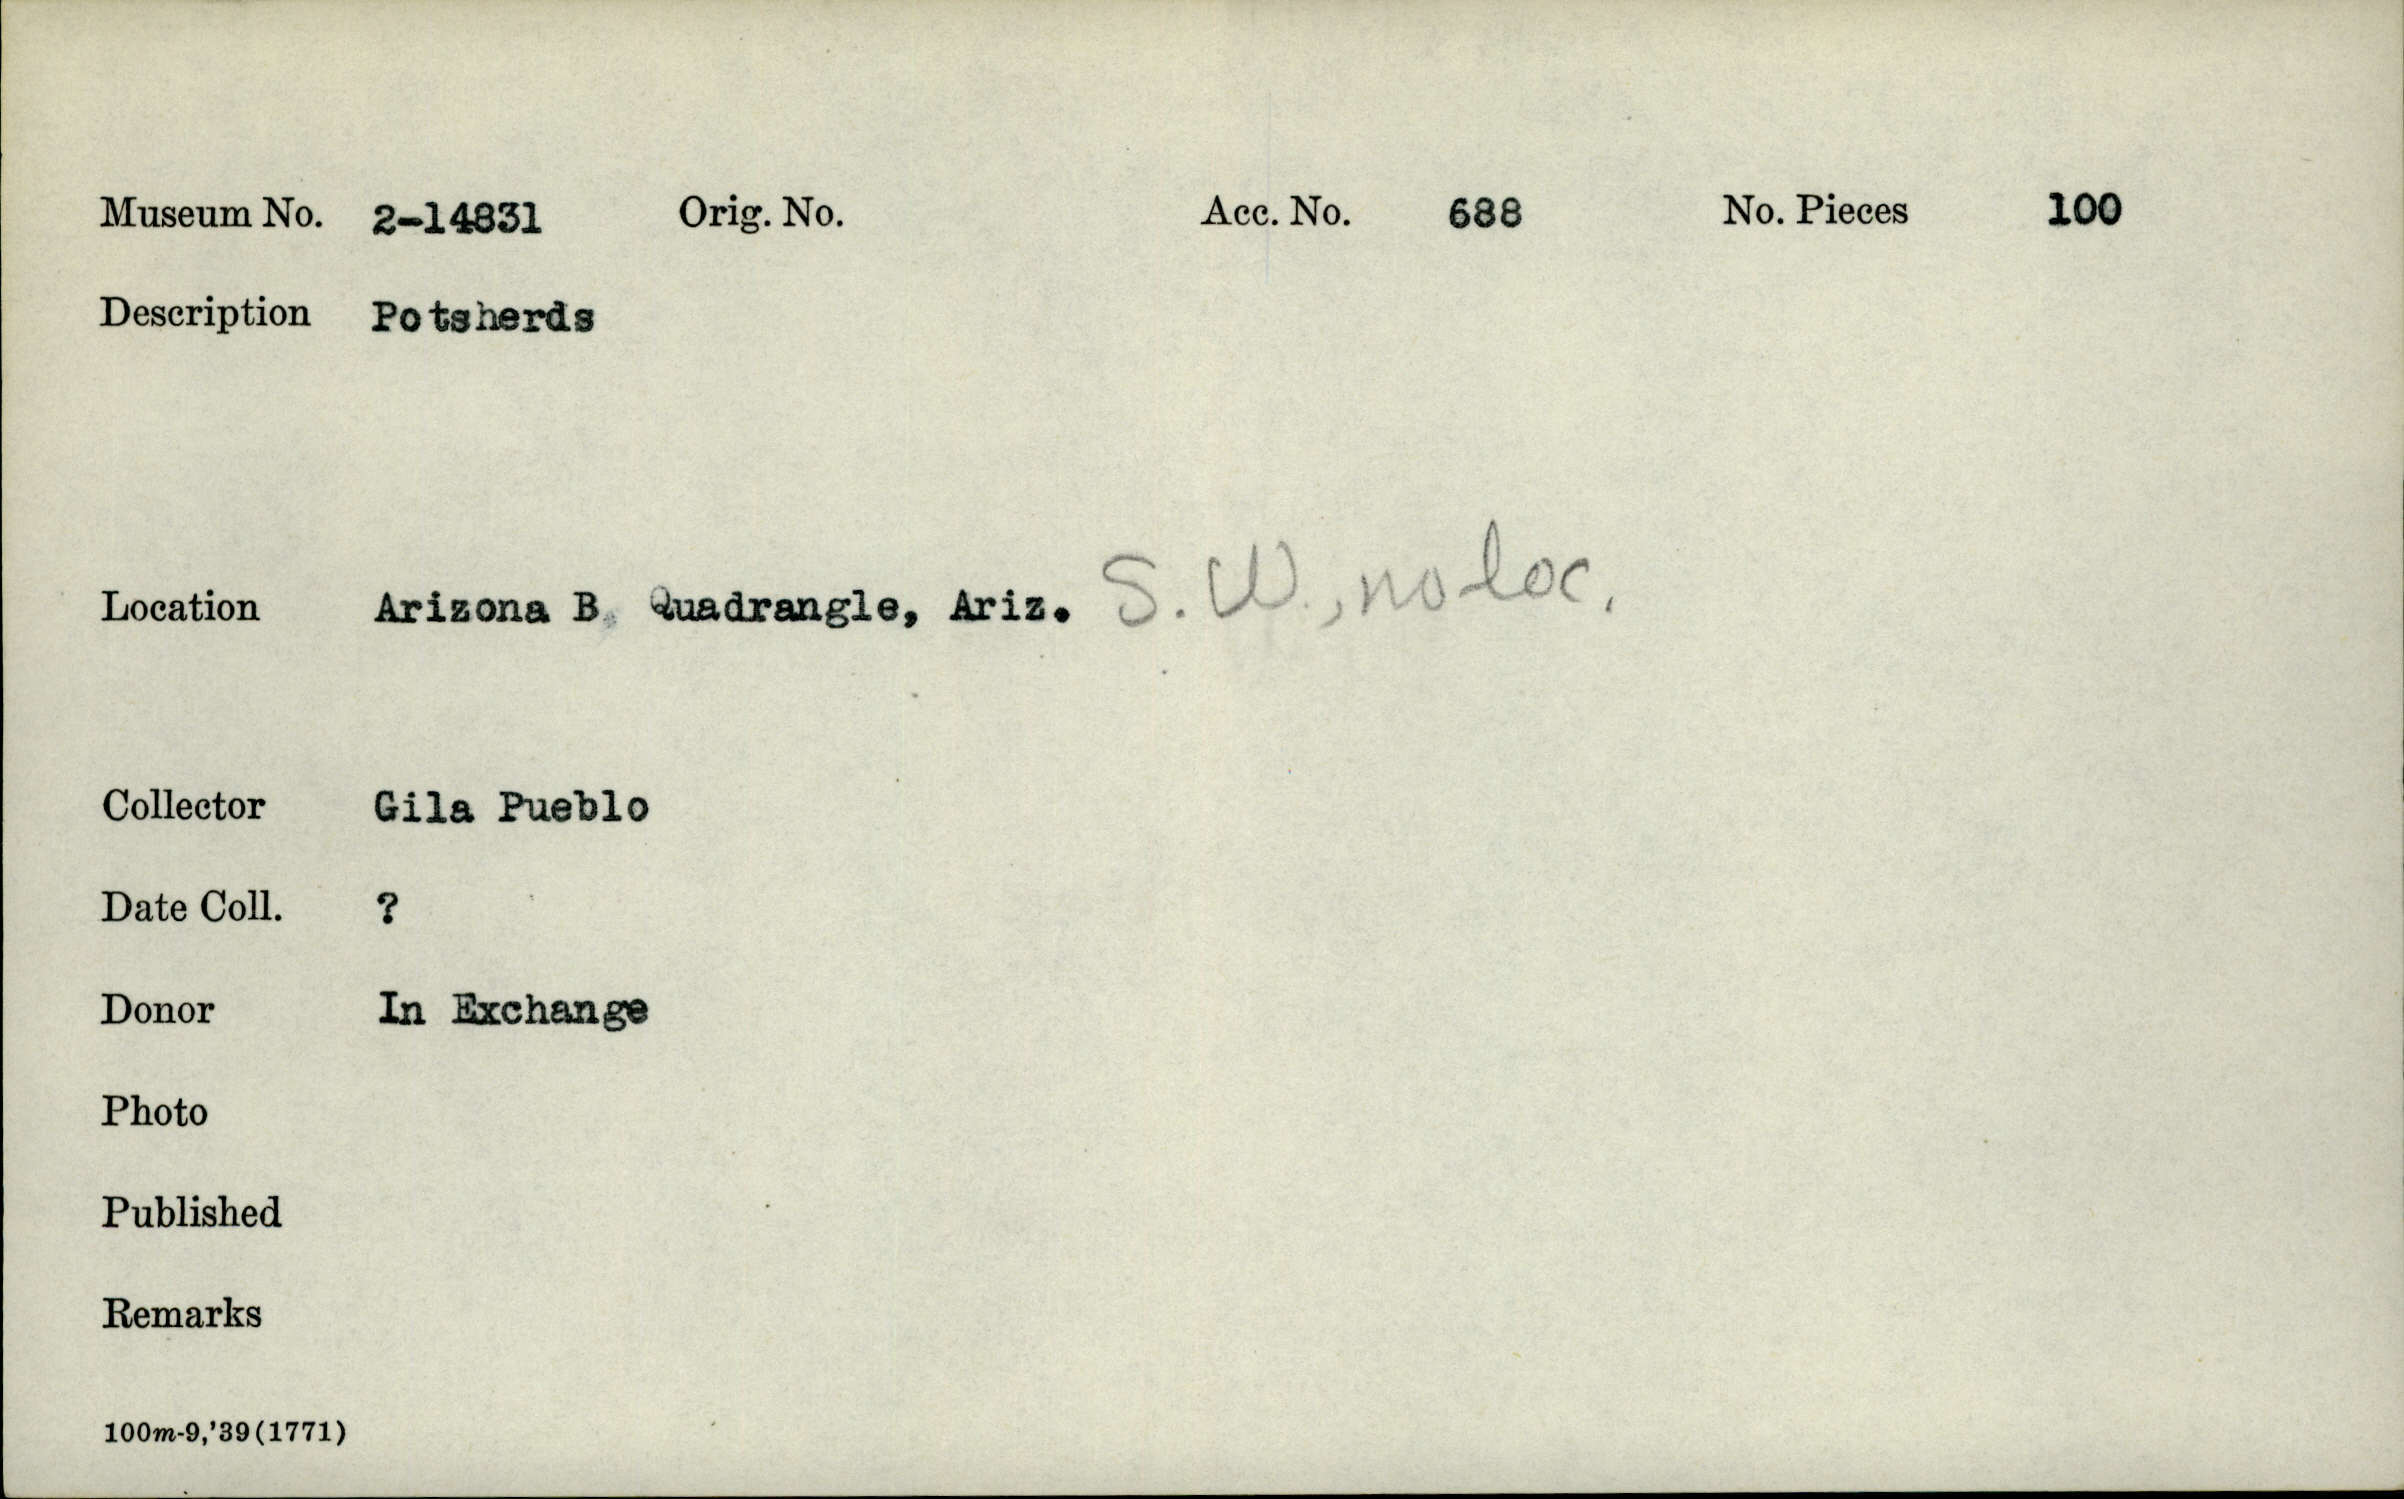 Museum No. 2-14831 Orig. No. Acc. No. 688 No. Pieces 100
Description Potsherds
Location Arizona B Quadrangle, Ariz. S.W., no loc.
Collector Gila Pueblo
Date Coll. ?
Donor In Exchange
Photo
Published
Remarks
100m-9,'39(1771)